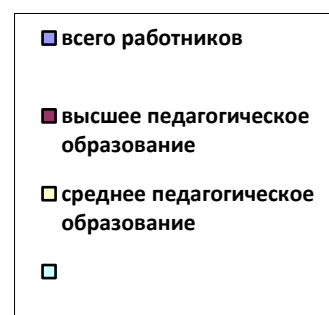 всего работников
высшее педагогическое
образование
среднее педагогическое
образование